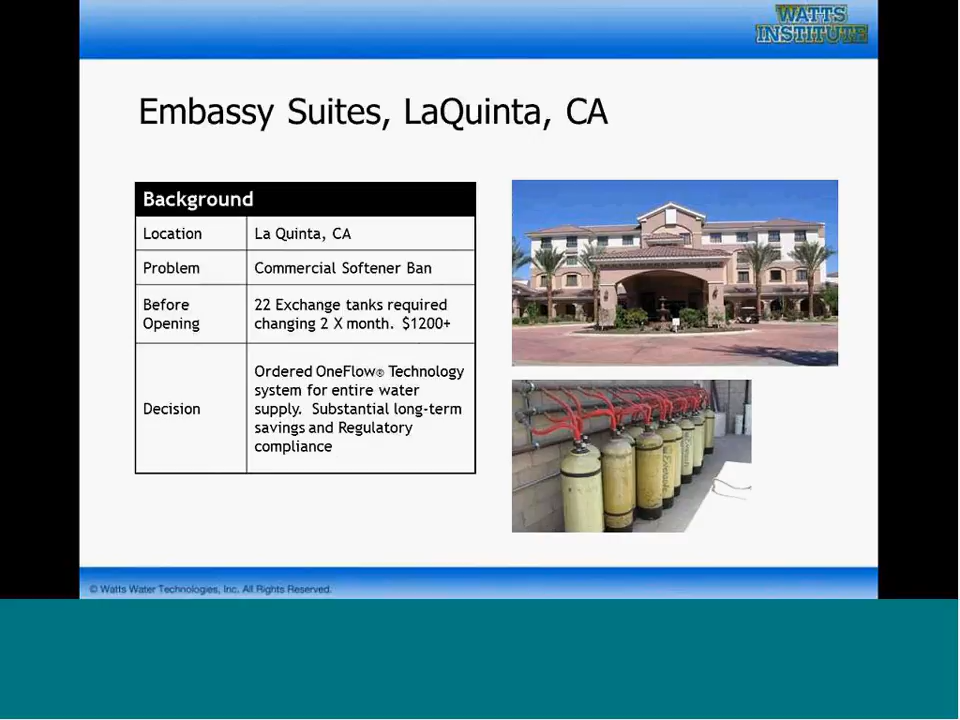 WATTS
INSTITUTE
Embassy Suites, LaQuinta, CA
Background
Location
La Quinta, CA
Problem
Commercial Softener Ban
Before
Opening
22 Exchange tanks required
changing 2 X month. $1200+
Decision
Ordered OneFlow® Technology
system for entire water
supply. Substantial long-term
savings and Regulatory
compliance
© Watts Water Technologies, Inc. All Rights Reserved.